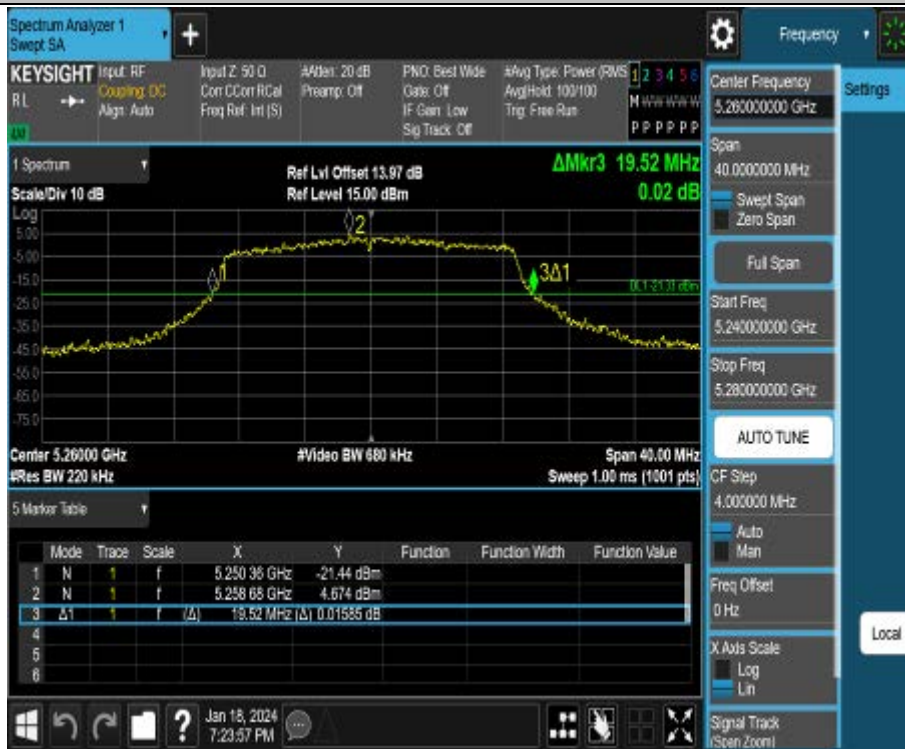 Spectrum Analyzer 1
Swept SA
+
Frequency
KEYSIGHT
RL
Input: RF
Coupling: DC
Align: Auto
Input Z: 50 Ω
Corr CCorr RCal
Freq Ref: Int (S)
#Atten: 20 dB
Preamp: Off
PNO: Best Wide
Gate: Off
IF Gain: Low
Sig Track: Off
#Avg Type: Power (RMS
Avg|Hold: 100/100
Trig: Free Run
1 2 3 4 5 6
M W W W W W
P P P P P P
1 Spectrum
Scale/Div 10 dB
Ref Lvl Offset 13.97 dB
Ref Level 15.00 dBm
ΔMkr3 19.52 MHz
0.02 dB
Log
5.00
-5.00
-15.0
-25.0
-35.0
-45.0
-55.0
-65.0
-75.0
1
2
3Δ1
DL1 -21.33 dBm
Center 5.26000 GHz
#Res BW 220 kHz
#Video BW 680 kHz
Span 40.00 MHz
Sweep 1.00 ms (1001 pts)
5 Marker Table
Mode Trace Scale X Y Function Function Width Function Value
1 N 1 f 5.250 36 GHz -21.44 dBm
2 N 1 f 5.258 68 GHz 4.674 dBm
3 Δ1 1 f (Δ) 19.52 MHz (Δ) 0.01585 dB
4
5
6
?
Jan 18, 2024
7:23:57 PM
Center Frequency
5.260000000 GHz
Settings
Span
40.0000000 MHz
Swept Span
Zero Span
Full Span
Start Freq
5.240000000 GHz
Stop Freq
5.280000000 GHz
AUTO TUNE
CF Step
4.000000 MHz
Auto
Man
Freq Offset
0 Hz
X Axis Scale
Log
Lin
Local
Signal Track
(Span Zoom)